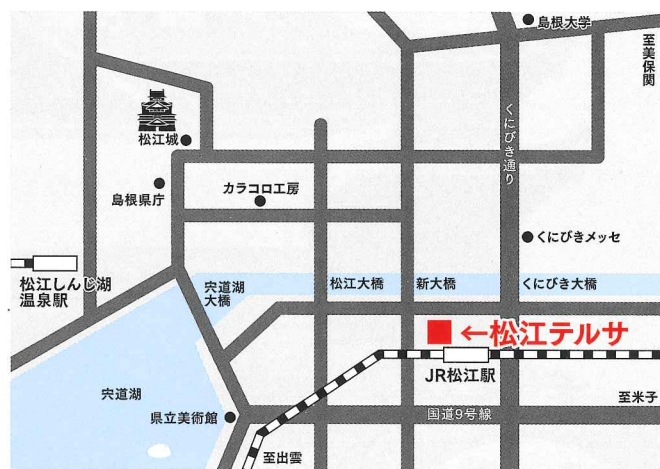 島根大学
至美保関
くにびき通り
松江城
島根県庁
カラコロ工房
くにびきメッセ
松江しんじ湖
温泉駅
宍道湖
大橋
松江大橋
新大橋
くにびき大橋
←松江テルサ
JR松江駅
宍道湖
至米子
県立美術館
国道9号線
至出雲